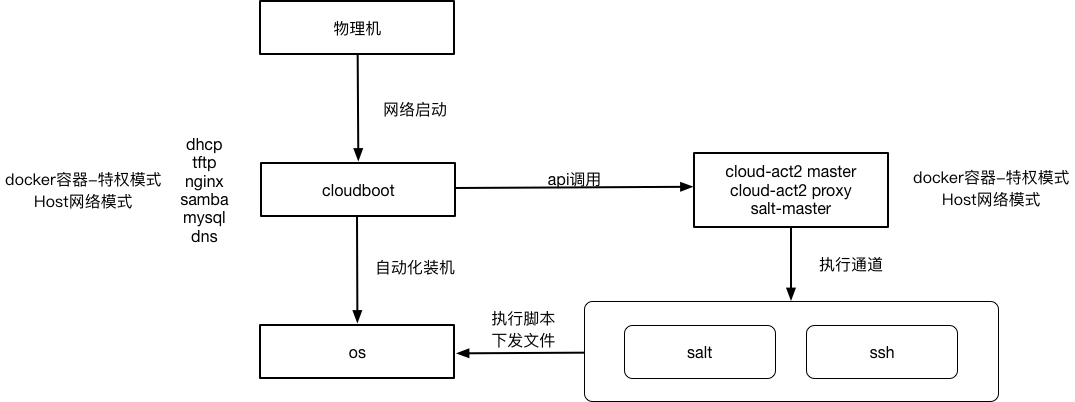 物理机
网络启动
dhcp
tftp
nginx
samba
mysql
dns
docker容器-特权模式
Host网络模式
cloudboot
api调用
cloud-act2 master
cloud-act2 proxy
salt-master
docker容器-特权模式
Host网络模式
自动化装机
执行通道
执行脚本
下发文件
os
salt
ssh